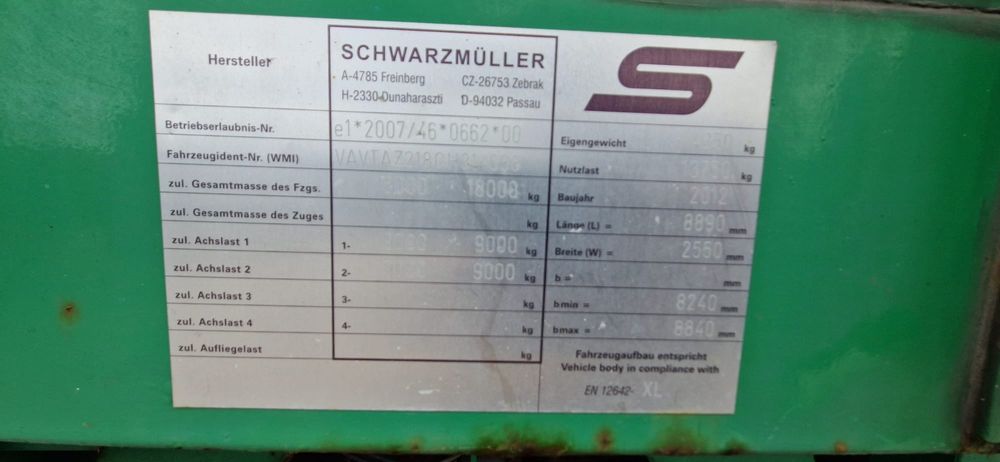 Hersteller
SCHWARZMÜLLER
A-4785 Freinberg CZ-26753 Zebrak
H-2330 Dunaharaszti D-94032 Passau
S
Betriebserlaubnis-Nr. e1*2007/46*0662*00
Fahrzeugident-Nr. (WMI)
zul. Gesamtmasse des Fzgs. 18000 kg
zul. Gesamtmasse des Zuges kg
zul. Achslast 1 1- 9000 kg
zul. Achslast 2 2- 9000 kg
zul. Achslast 3 3- kg
zul. Achslast 4 4- kg
zul. Aufliegelast kg
Eigengewicht kg
Nutzlast kg
Baujahr 2012
Länge (L) = 8890 mm
Breite (W) = 2550 mm
b = mm
bmin = 8240 mm
bmax = 8840 mm
Fahrzeugaufbau entspricht
Vehicle body in compliance with
EN 12642- XL